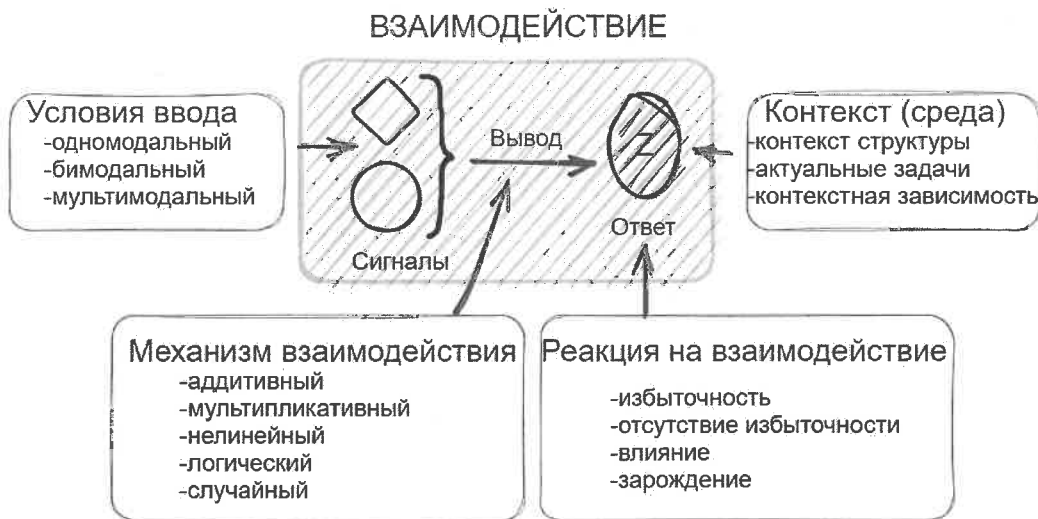 ВЗАИМОДЕЙСТВИЕ
Условия ввода
-одномодальный
-бимодальный
-мультимодальный
Сигналы
Вывод
Ответ
Контекст (среда)
-контекст структуры
-актуальные задачи
-контекстная зависимость
Механизм взаимодействия
-аддитивный
-мультипликативный
-нелинейный
-логический
-случайный
Реакция на взаимодействие
-избыточность
-отсутствие избыточности
-влияние
-зарождение